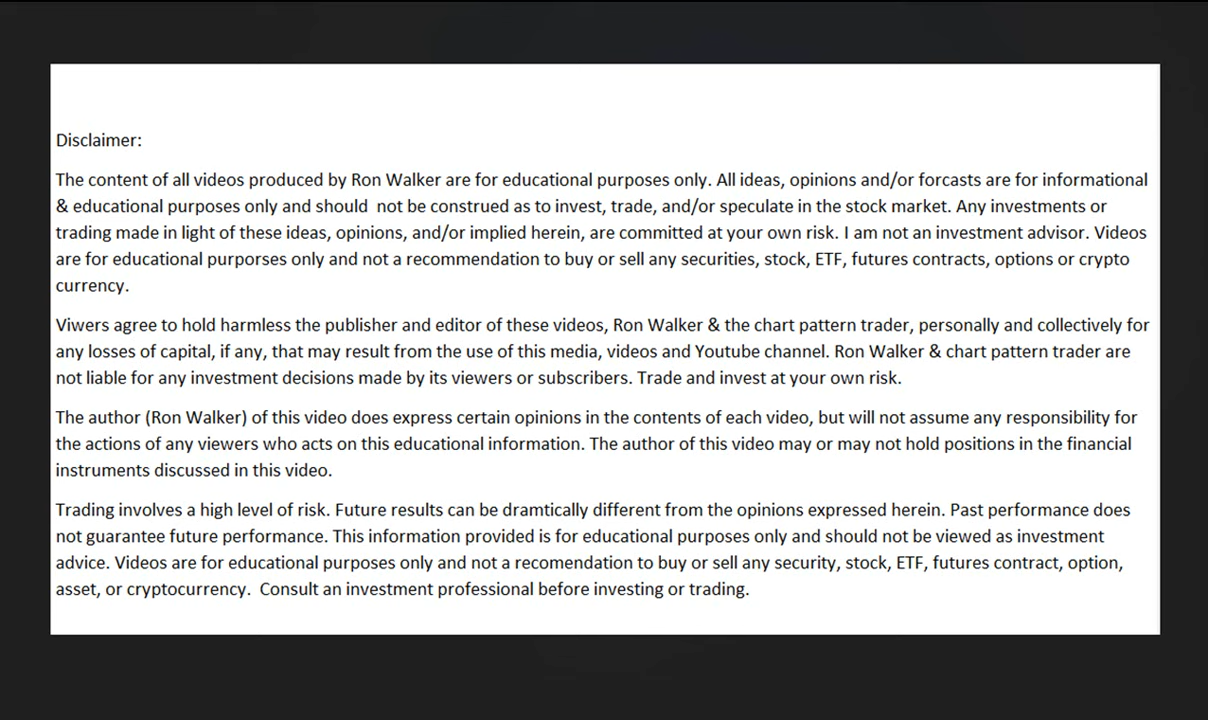 Disclaimer:
The content of all videos produced by Ron Walker are for educational purposes only. All ideas, opinions and/or forcasts are for informational
& educational purposes only and should  not be construed as to invest, trade, and/or speculate in the stock market. Any investments or
trading made in light of these ideas, opinions, and/or implied herein, are committed at your own risk. I am not an investment advisor. Videos
are for educational purporses only and not a recommendation to buy or sell any securities, stock, ETF, futures contracts, options or crypto
currency.
Viwers agree to hold harmless the publisher and editor of these videos, Ron Walker & the chart pattern trader, personally and collectively for
any losses of capital, if any, that may result from the use of this media, videos and Youtube channel. Ron Walker & chart pattern trader are
not liable for any investment decisions made by its viewers or subscribers. Trade and invest at your own risk.
The author (Ron Walker) of this video does express certain opinions in the contents of each video, but will not assume any responsibility for
the actions of any viewers who acts on this educational information. The author of this video may or may not hold positions in the financial
instruments discussed in this video.
Trading involves a high level of risk. Future results can be dramtically different from the opinions expressed herein. Past performance does
not guarantee future performance. This information provided is for educational purposes only and should not be viewed as investment
advice. Videos are for educational purposes only and not a recomendation to buy or sell any security, stock, ETF, futures contract, option,
asset, or cryptocurrency.  Consult an investment professional before investing or trading.